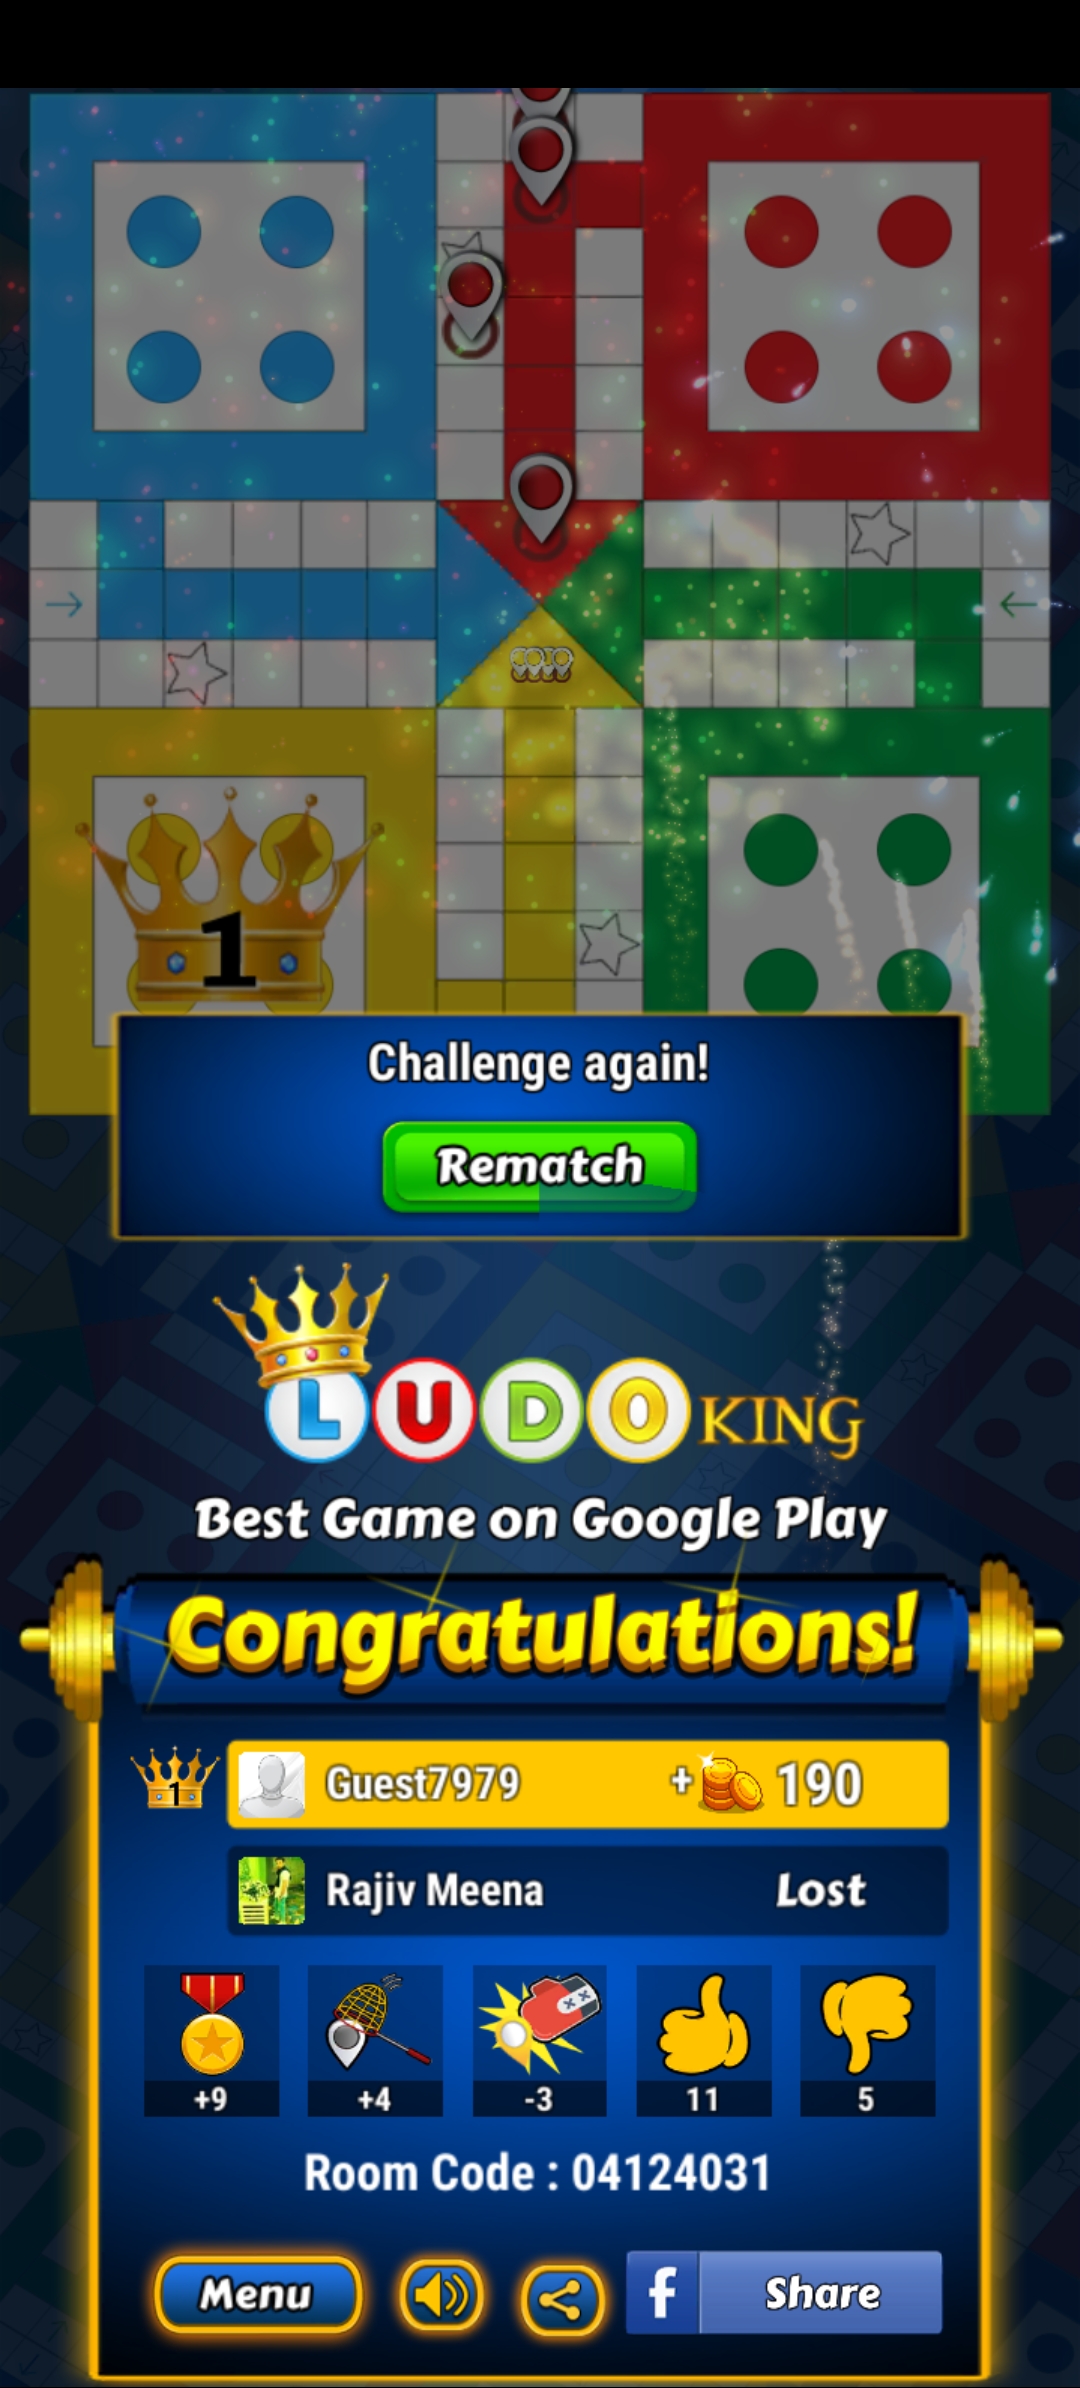 1
Challenge again!
Rematch
LUDO KING
Best Game on Google Play
Congratulations!
1 Guest7979 + 190
Rajiv Meena Lost
+9 +4 -3 11 5
Room Code : 04124031
Menu f Share